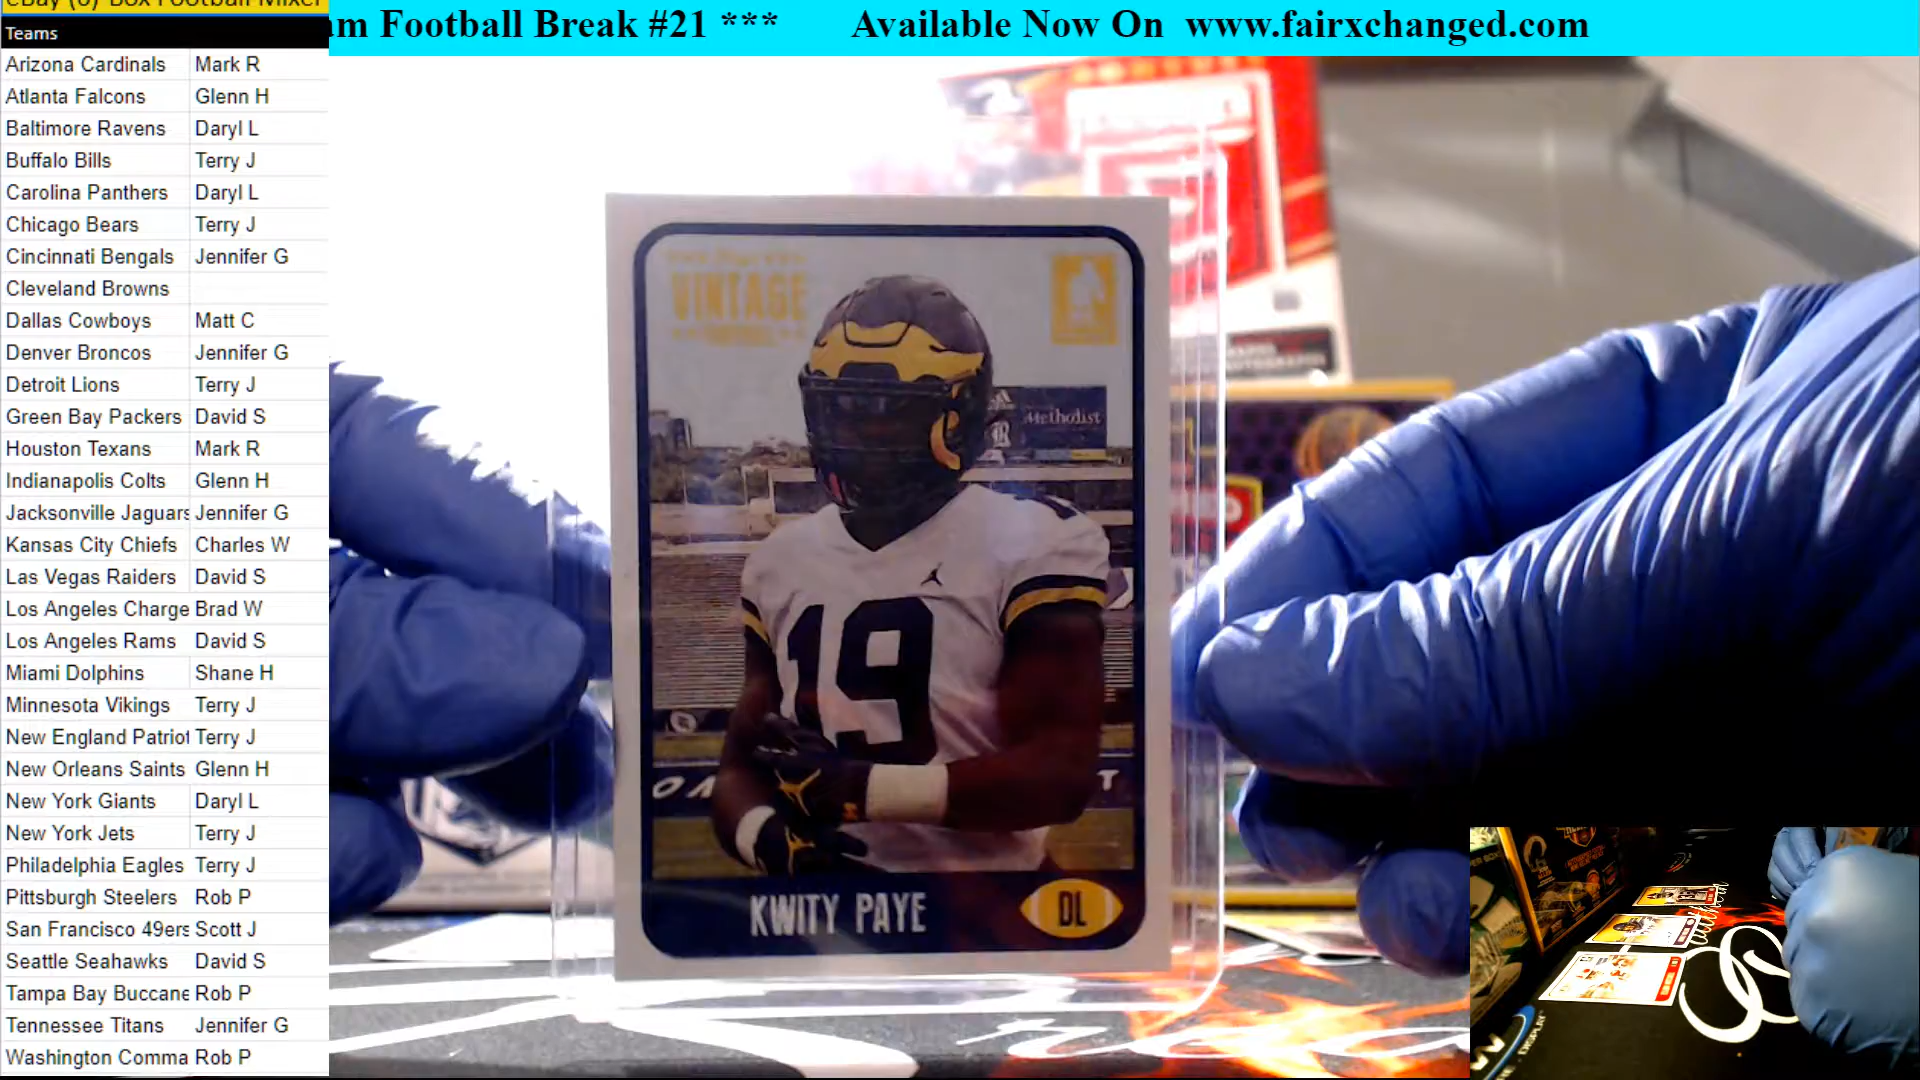 eBay (6) Box Football Mixer
am Football Break #21 *** Available Now On www.fairxchanged.com
Teams
Arizona Cardinals Mark R
Atlanta Falcons Glenn H
Baltimore Ravens Daryl L
Buffalo Bills Terry J
Carolina Panthers Daryl L
Chicago Bears Terry J
Cincinnati Bengals Jennifer G
Cleveland Browns
Dallas Cowboys Matt C
Denver Broncos Jennifer G
Detroit Lions Terry J
Green Bay Packers David S
Houston Texans Mark R
Indianapolis Colts Glenn H
Jacksonville Jaguars Jennifer G
Kansas City Chiefs Charles W
Las Vegas Raiders David S
Los Angeles Charge Brad W
Los Angeles Rams David S
Miami Dolphins Shane H
Minnesota Vikings Terry J
New England Patriot Terry J
New Orleans Saints Glenn H
New York Giants Daryl L
New York Jets Terry J
Philadelphia Eagles Terry J
Pittsburgh Steelers Rob P
San Francisco 49ers Scott J
Seattle Seahawks David S
Tampa Bay Buccane Rob P
Tennessee Titans Jennifer G
Washington Comma Rob P
VINTAGE
Methodist
19
KWITY PAYE
DL